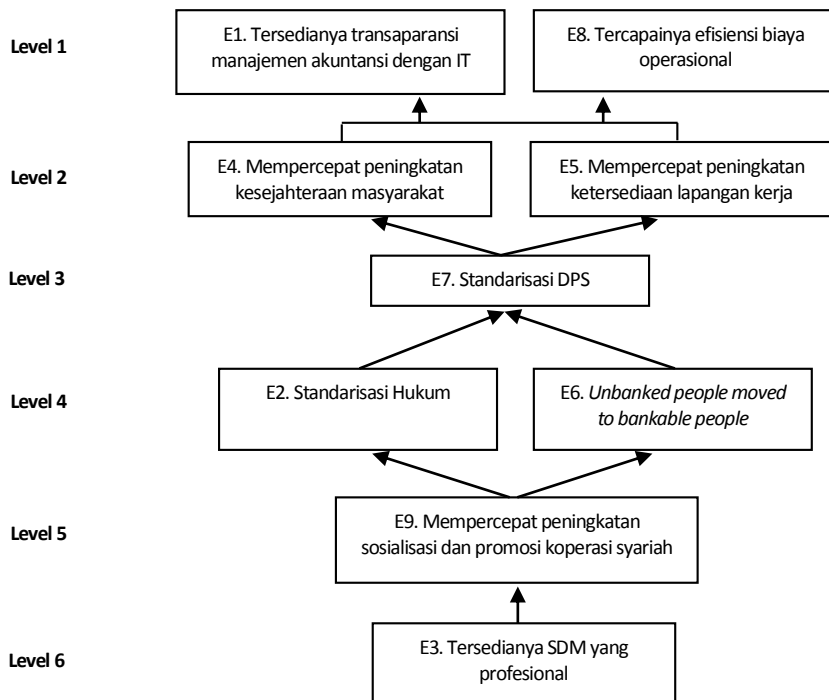 Level 1
E1. Tersedianya transaparansi
manajemen akuntansi dengan IT
E8. Tercapainya efisiensi biaya
operasional
Level 2
E4. Mempercepat peningkatan
kesejahteraan masyarakat
E5. Mempercepat peningkatan
ketersediaan lapangan kerja
Level 3
E7. Standarisasi DPS
Level 4
E2. Standarisasi Hukum
E6. Unbanked people moved
to bankable people
Level 5
E9. Mempercepat peningkatan
sosialisasi dan promosi koperasi syariah
Level 6
E3. Tersedianya SDM yang
profesional